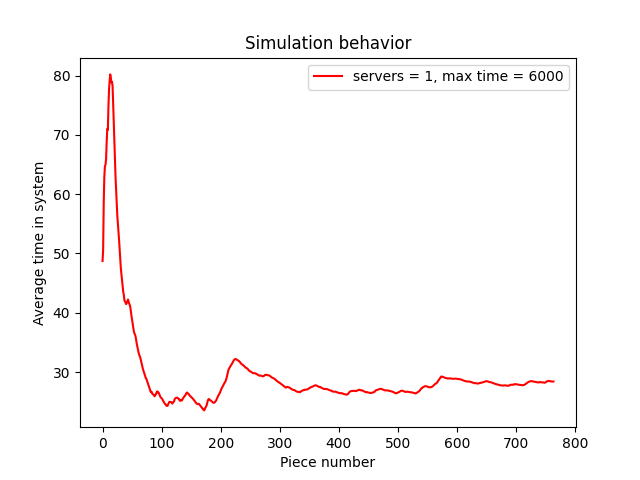 Simulation behavior
servers = 1, max time = 6000
Average time in system
80
70
60
50
40
30
0 100 200 300 400 500 600 700 800
Piece number